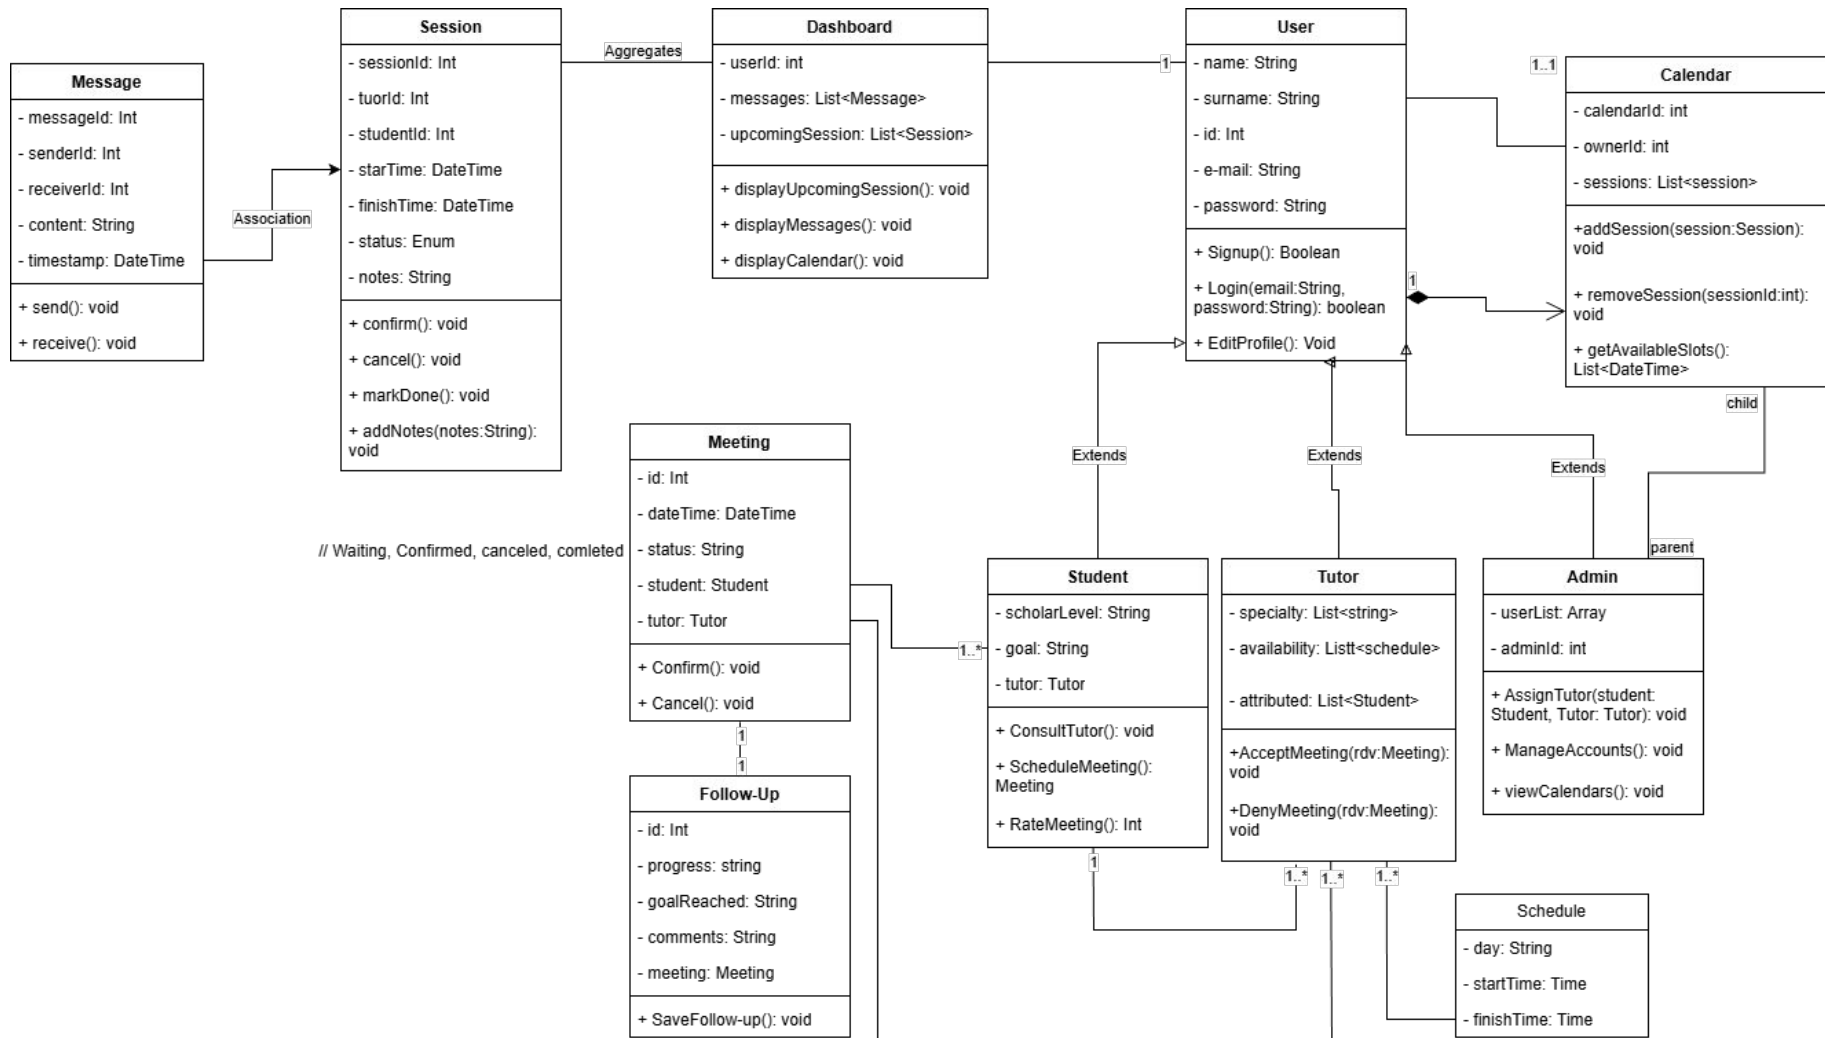 Message
- messageId: Int
- senderId: Int
- receiverId: Int
- content: String
- timestamp: DateTime
+ send(): void
+ receive(): void
Association
Session
- sessionId: Int
- tuorId: Int
- studentId: Int
- starTime: DateTime
- finishTime: DateTime
- status: Enum
- notes: String
+ confirm(): void
+ cancel(): void
+ markDone(): void
+ addNotes(notes:String):
void
Aggregates
Dashboard
- userId: int
- messages: List<Message>
- upcomingSession: List<Session>
+ displayUpcomingSession(): void
+ displayMessages(): void
+ displayCalendar(): void
1
User
- name: String
- surname: String
- id: Int
- e-mail: String
- password: String
+ Signup(): Boolean
+ Login(email:String,
password:String): boolean
+ EditProfile(): Void
1..1
1
Calendar
- calendarId: int
- ownerId: int
- sessions: List<session>
+addSession(session:Session):
void
+ removeSession(sessionId:int):
void
+ getAvailableSlots():
List<DateTime>
child
parent
Extends
Extends
Extends
// Waiting, Confirmed, canceled, comleted
Meeting
- id: Int
- dateTime: DateTime
- status: String
- student: Student
- tutor: Tutor
+ Confirm(): void
+ Cancel(): void
1
1
1..*
Follow-Up
- id: Int
- progress: string
- goalReached: String
- comments: String
- meeting: Meeting
+ SaveFollow-up(): void
Student
- scholarLevel: String
- goal: String
- tutor: Tutor
+ ConsultTutor(): void
+ ScheduleMeeting():
Meeting
+ RateMeeting(): Int
1
Tutor
- specialty: List<string>
- availability: Listt<schedule>
- attributed: List<Student>
+AcceptMeeting(rdv:Meeting):
void
+DenyMeeting(rdv:Meeting):
void
1..*
1..*
1..*
Admin
- userList: Array
- adminId: int
+ AssignTutor(student:
Student, Tutor: Tutor): void
+ ManageAccounts(): void
+ viewCalendars(): void
Schedule
- day: String
- startTime: Time
- finishTime: Time